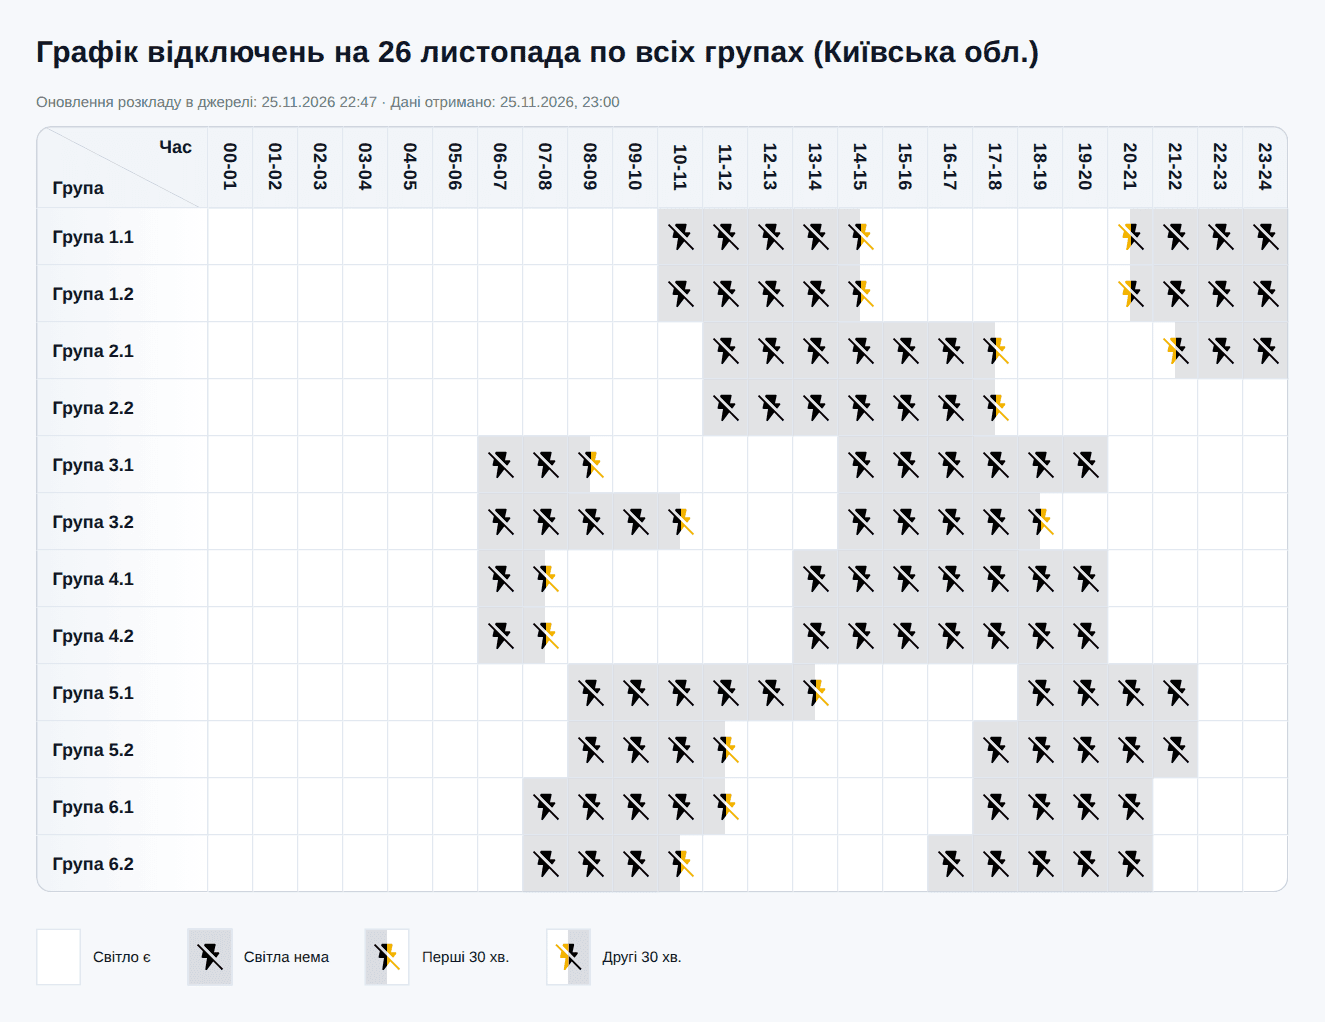 Графік відключень на 26 листопада по всіх групах (Київська обл.)
Оновлення розкладу в джерелі: 25.11.2026 22:47 · Дані отримано: 25.11.2026, 23:00
Час
Група
00-01 01-02 02-03 03-04 04-05 05-06 06-07 07-08 08-09 09-10 10-11 11-12 12-13 13-14 14-15 15-16 16-17 17-18 18-19 19-20 20-21 21-22 22-23 23-24
Група 1.1
Група 1.2
Група 2.1
Група 2.2
Група 3.1
Група 3.2
Група 4.1
Група 4.2
Група 5.1
Група 5.2
Група 6.1
Група 6.2
Світло є Світла нема Перші 30 хв. Другі 30 хв.